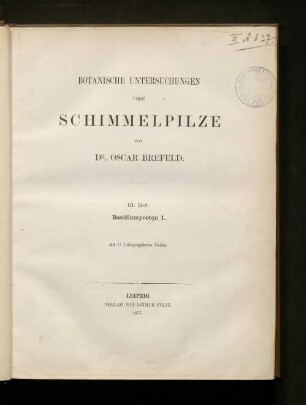 BOTANISCHE UNTERSUCHUNGEN
ÜBER
SCHIMMELPILZE
VON
DR. OSCAR BREFELD.
III. Heft:
Basidiomyceten I.
Mit 11 lithographirten Tafeln.
LEIPZIG
VERLAG VON ARTHUR FELIX.
1877.